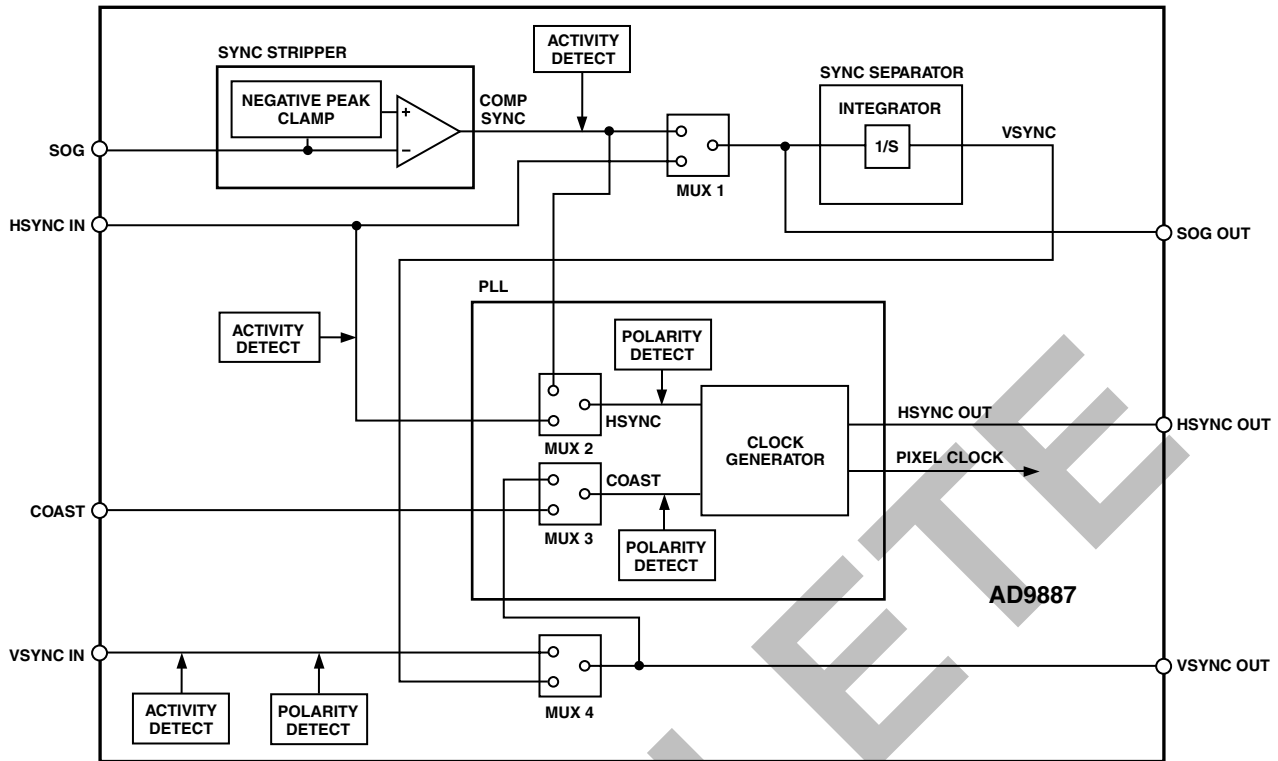 SYNC STRIPPER
NEGATIVE PEAK
CLAMP
+
−
COMP
SYNC
ACTIVITY
DETECT
MUX 1
SYNC SEPARATOR
INTEGRATOR
1/S
VSYNC
SOG
HSYNC IN
SOG OUT
ACTIVITY
DETECT
PLL
POLARITY
DETECT
HSYNC
MUX 2
CLOCK
GENERATOR
HSYNC OUT
HSYNC OUT
PIXEL CLOCK
COAST
COAST
MUX 3
POLARITY
DETECT
AD9887
VSYNC IN
ACTIVITY
DETECT
POLARITY
DETECT
MUX 4
VSYNC OUT
ETE